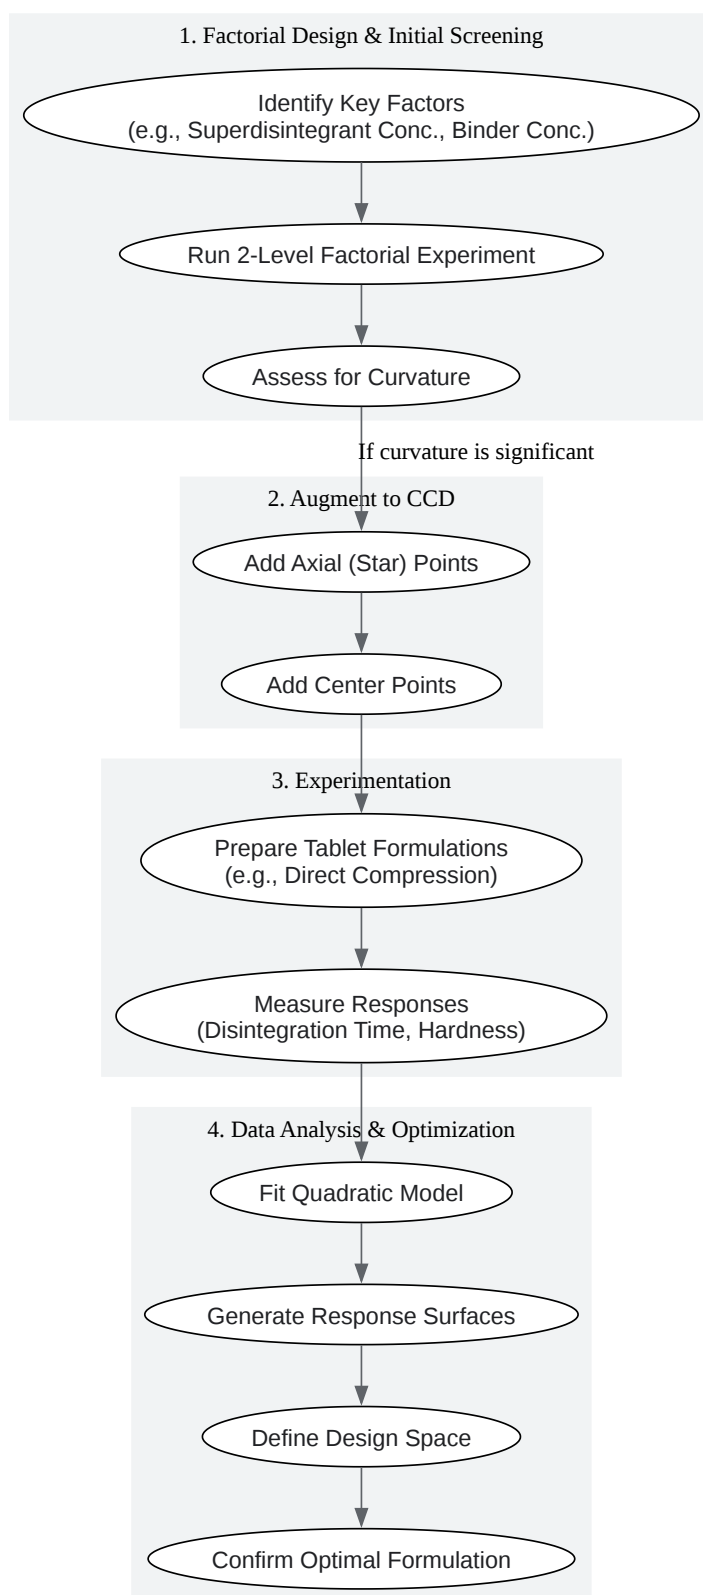 1. Factorial Design & Initial Screening
Identify Key Factors
(e.g., Superdisintegrant Conc., Binder Conc.)
Run 2-Level Factorial Experiment
Assess for Curvature
If curvature is significant
2. Augment to CCD
Add Axial (Star) Points
Add Center Points
3. Experimentation
Prepare Tablet Formulations
(e.g., Direct Compression)
Measure Responses
(Disintegration Time, Hardness)
4. Data Analysis & Optimization
Fit Quadratic Model
Generate Response Surfaces
Define Design Space
Confirm Optimal Formulation